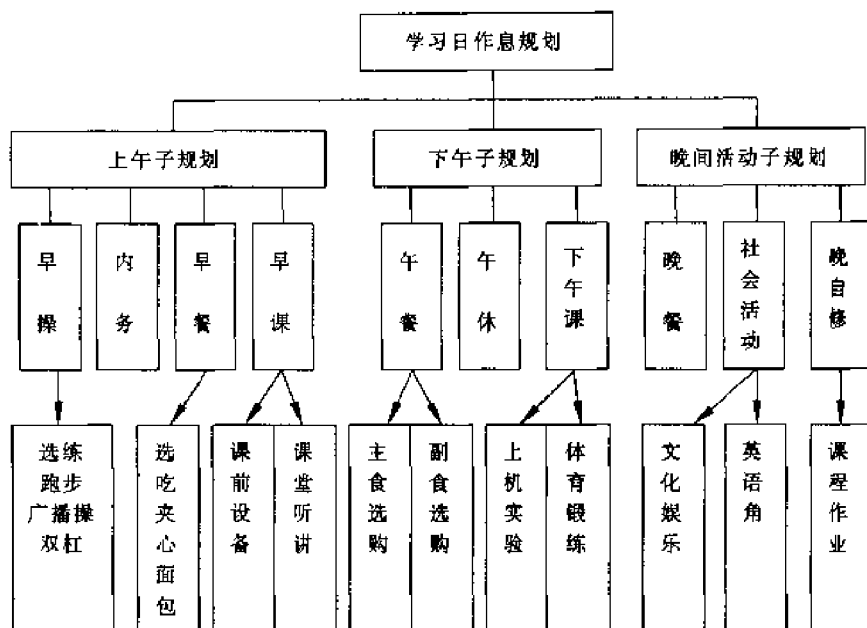 学习日作息规划
上午子规划
下午子规划
晚间活动子规划
早操
内务
早餐
早课
午餐
午休
下午课
晚餐
社会活动
晚自修
选练
跑步
广播操
双杠
选吃夹心面包
课前设备
课堂听讲
主食选购
副食选购
上机实验
体育锻练
文化娱乐
英语角
课程作业